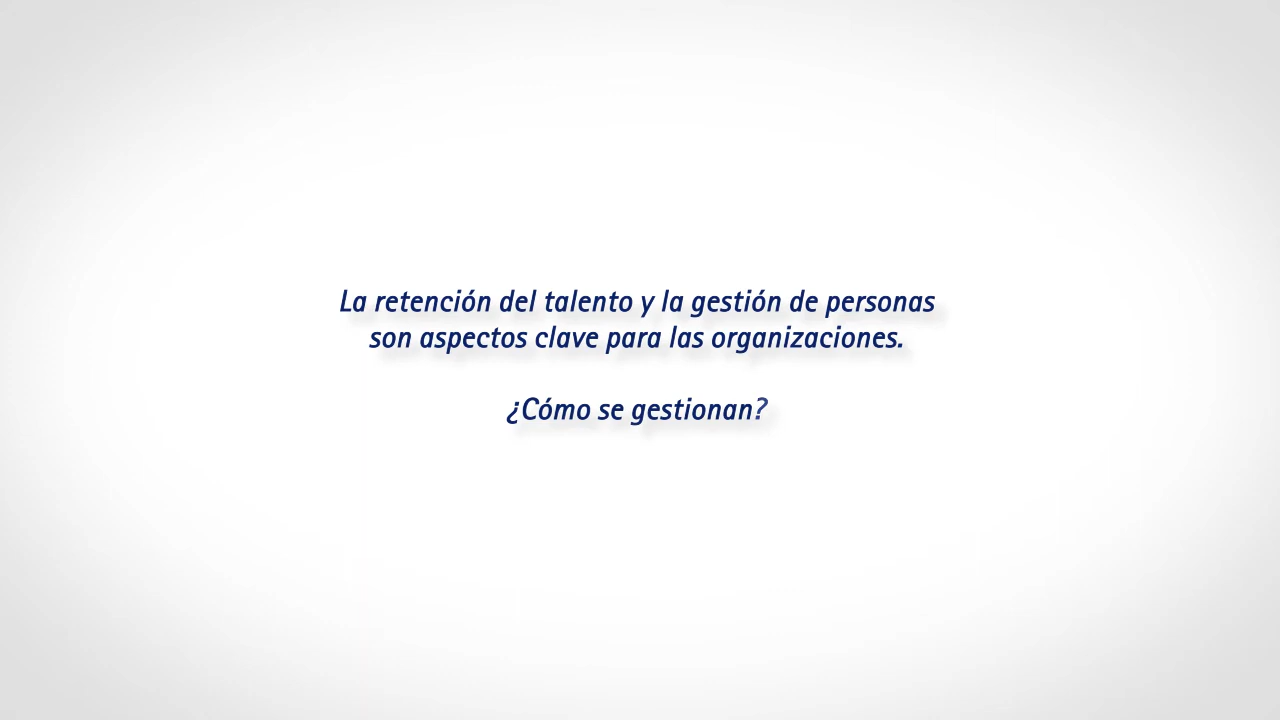 La retención del talento y la gestión de personas
son aspectos clave para las organizaciones.
¿Cómo se gestionan?